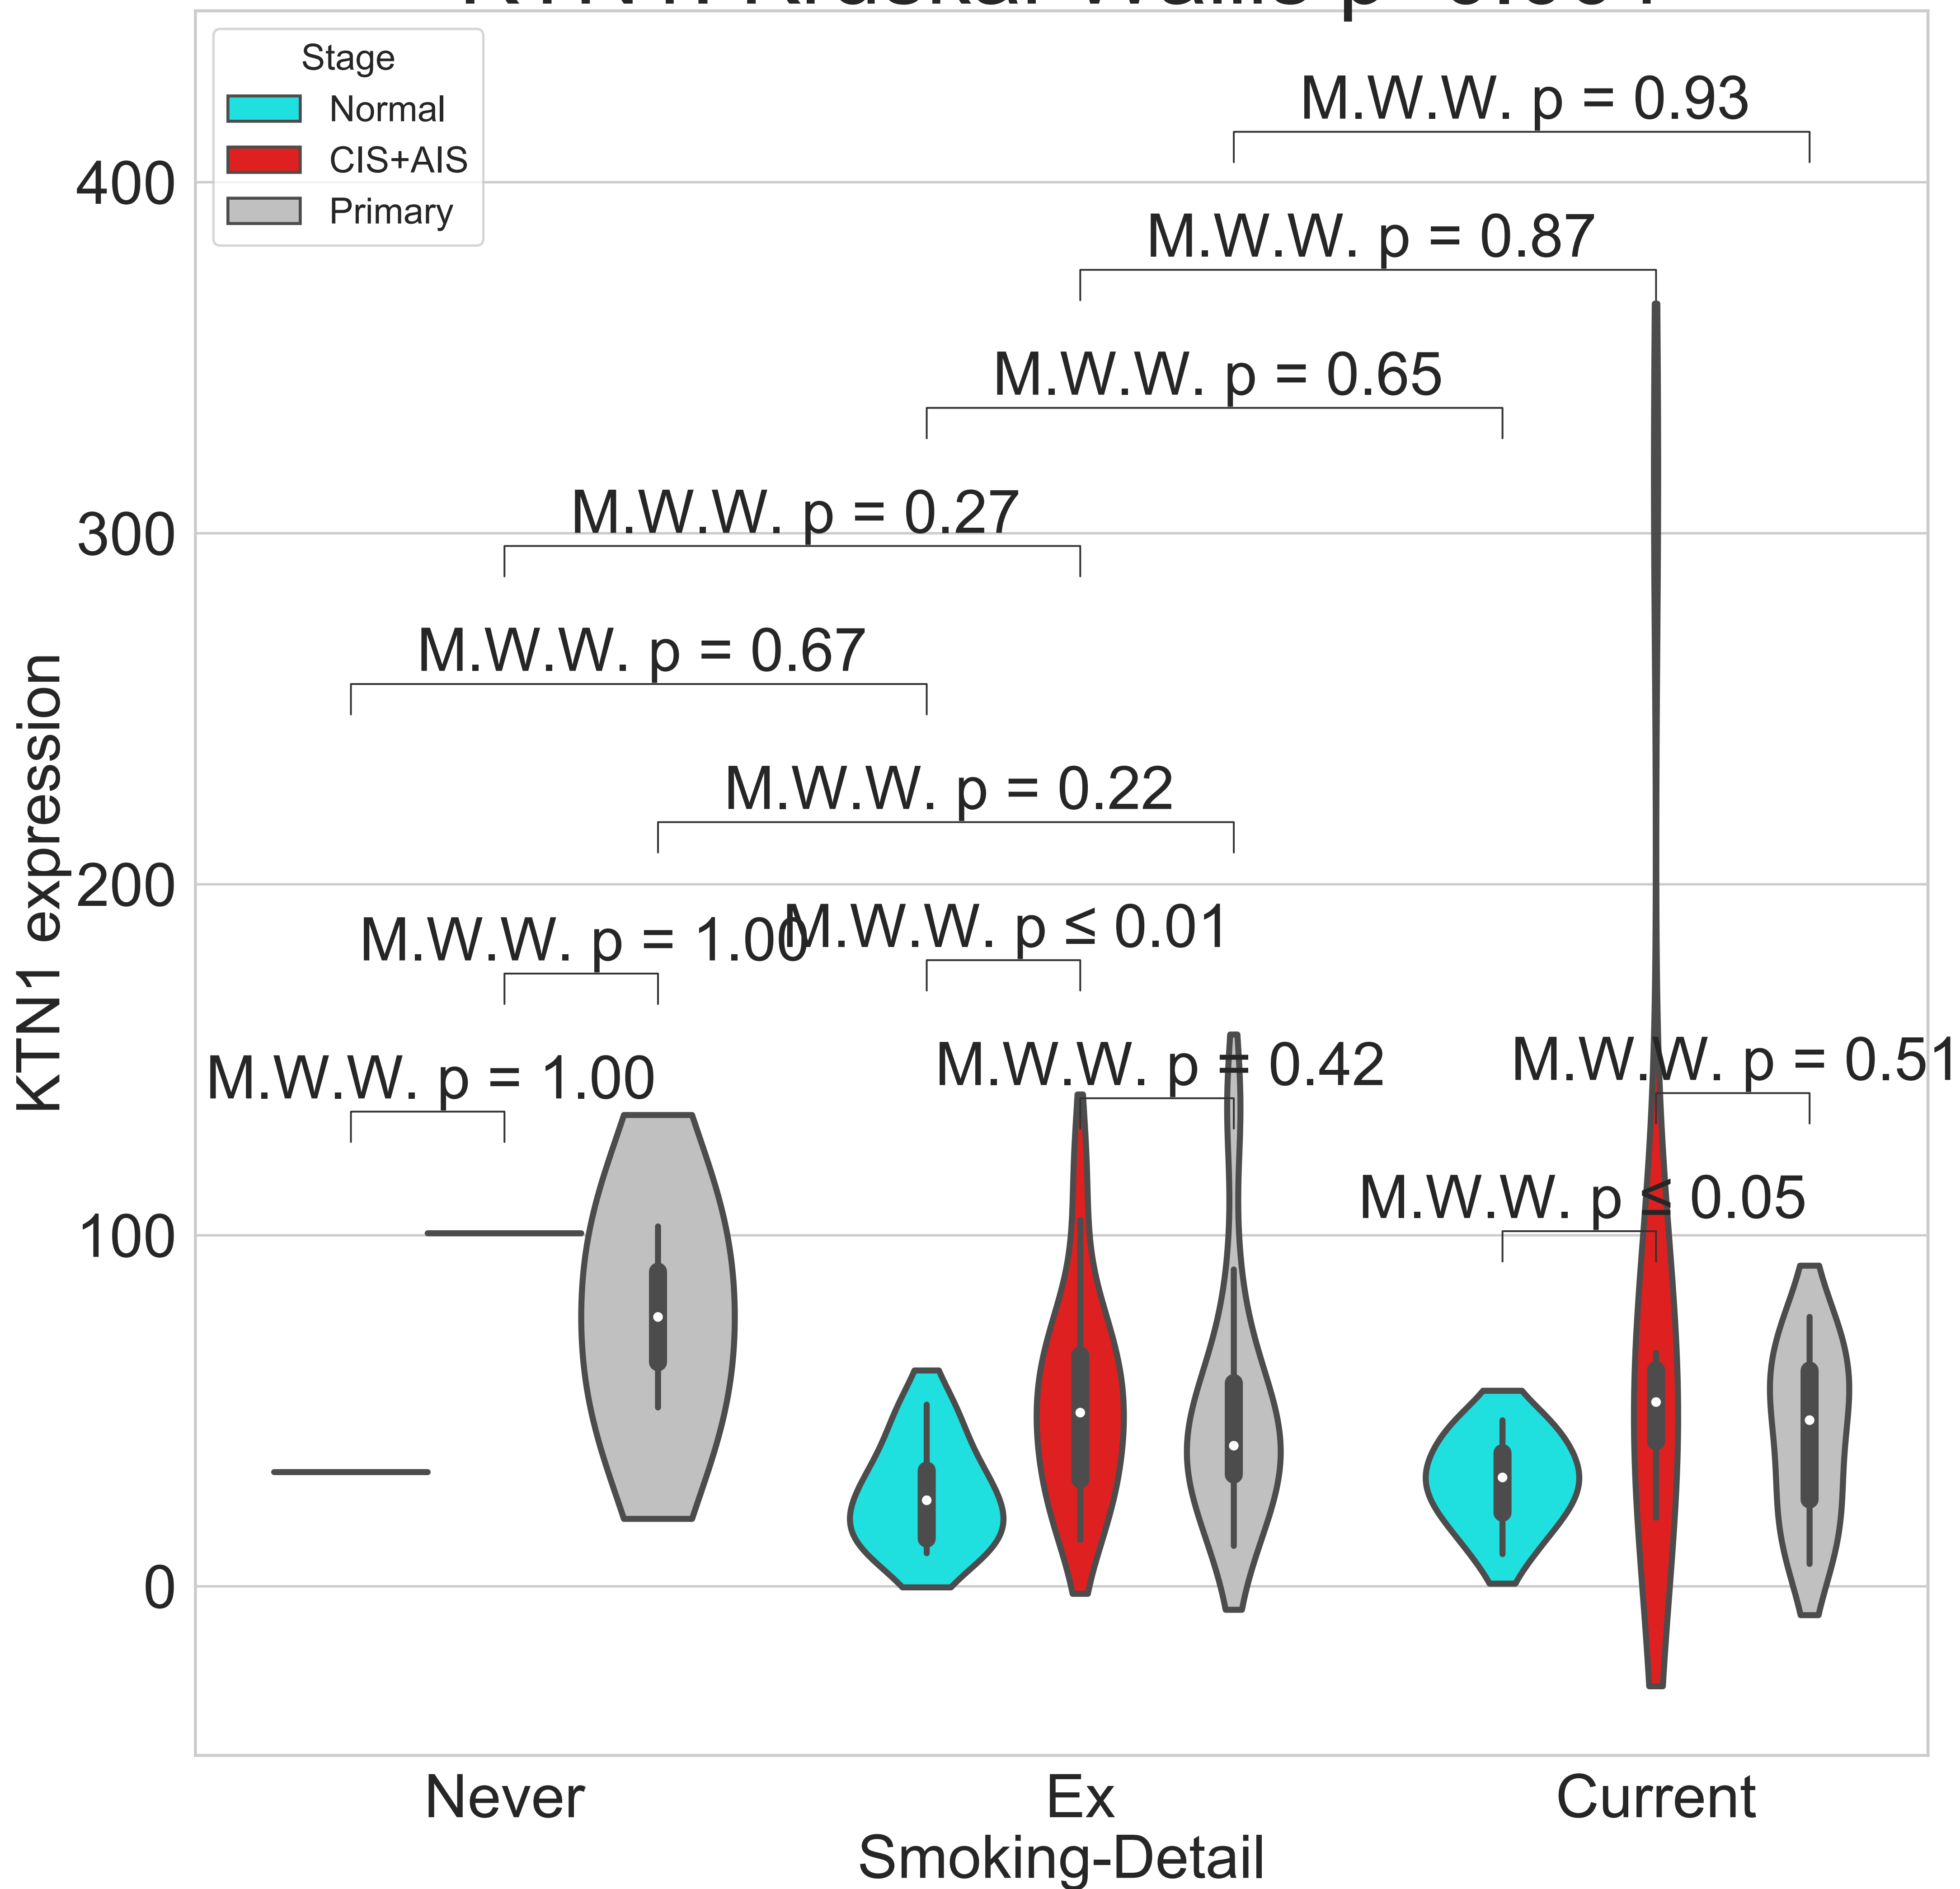 Stage
Normal
CIS+AIS
Primary
M.W.W. p = 0.93
400
M.W.W. p = 0.87
M.W.W. p = 0.65
300
M.W.W. p = 0.27
M.W.W. p = 0.67
M.W.W. p = 0.22
200
M.W.W. p = 1.00
M.W.W. p ≤ 0.01
M.W.W. p = 1.00
M.W.W. p = 0.42
M.W.W. p = 0.51
M.W.W. p ≤ 0.05
100
0
KTN1 expression
Never
Ex
Current
Smoking-Detail